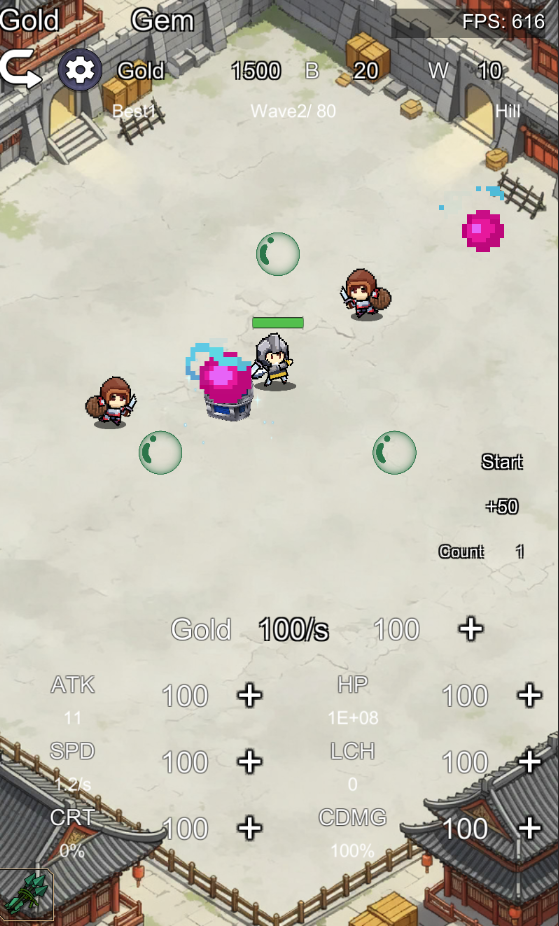 Gold Gem FPS: 616
Gold 1500 B 20 W 10
Best1 Wave2/ 80 Hill
Start
+50
Count 1
Gold 100/s 100 +
ATK 100 + HP 100 +
11 1E+08
SPD 100 + LCH 100 +
1.2/s 0
CRT 100 + CDMG 100 +
0% 100%